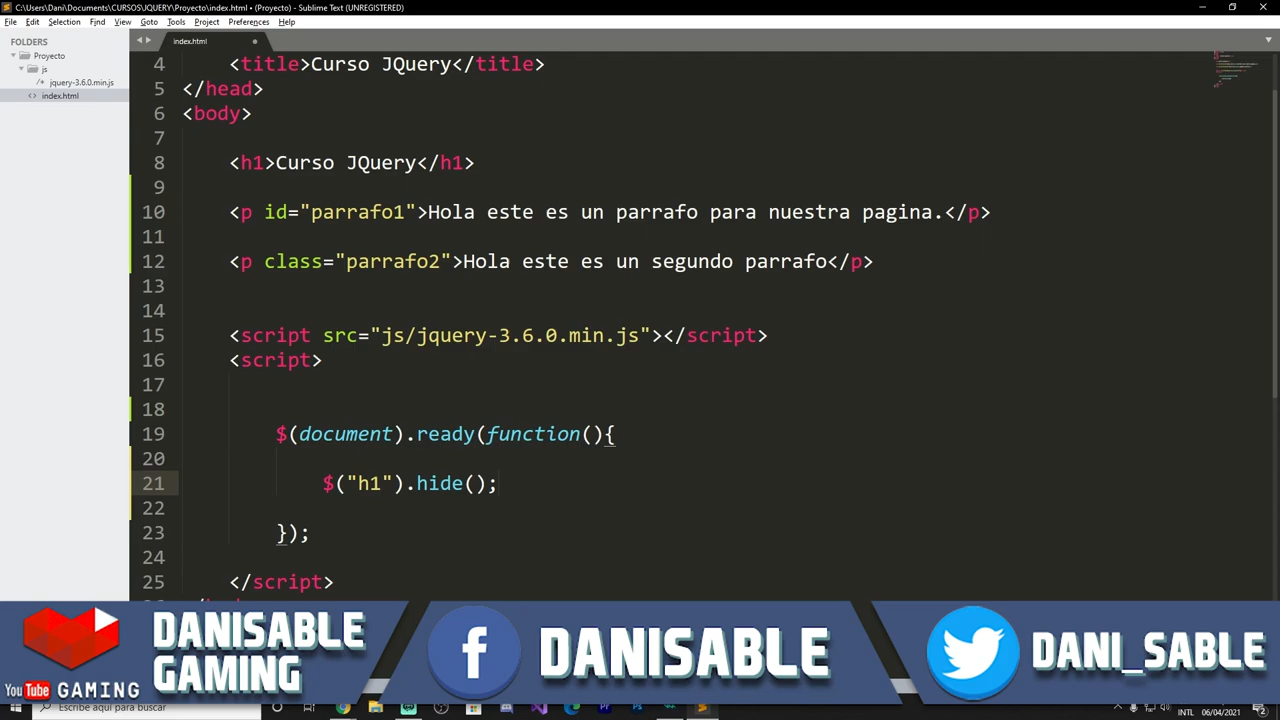 C:\Users\Dani\Documents\CURSOS\JQUERY\Proyecto\index.html • (Proyecto) - Sublime Text (UNREGISTERED)
File Edit Selection Find View Goto Tools Project Preferences Help
FOLDERS
Proyecto
js
jquery-3.6.0.min.js
index.html
index.html
4 <title>Curso JQuery</title>
5 </head>
6 <body>
7
8 <h1>Curso JQuery</h1>
9
10 <p id="parrafo1">Hola este es un parrafo para nuestra pagina.</p>
11
12 <p class="parrafo2">Hola este es un segundo parrafo</p>
13
14
15 <script src="js/jquery-3.6.0.min.js"></script>
16 <script>
17
18
19 $(document).ready(function(){
20
21 $("h1").hide();
22
23 });
24
25 </script>
DANISABLE
GAMING
YouTube GAMING
DANISABLE
DANI_SABLE
Escribe aquí para buscar
INTL 06/04/2021